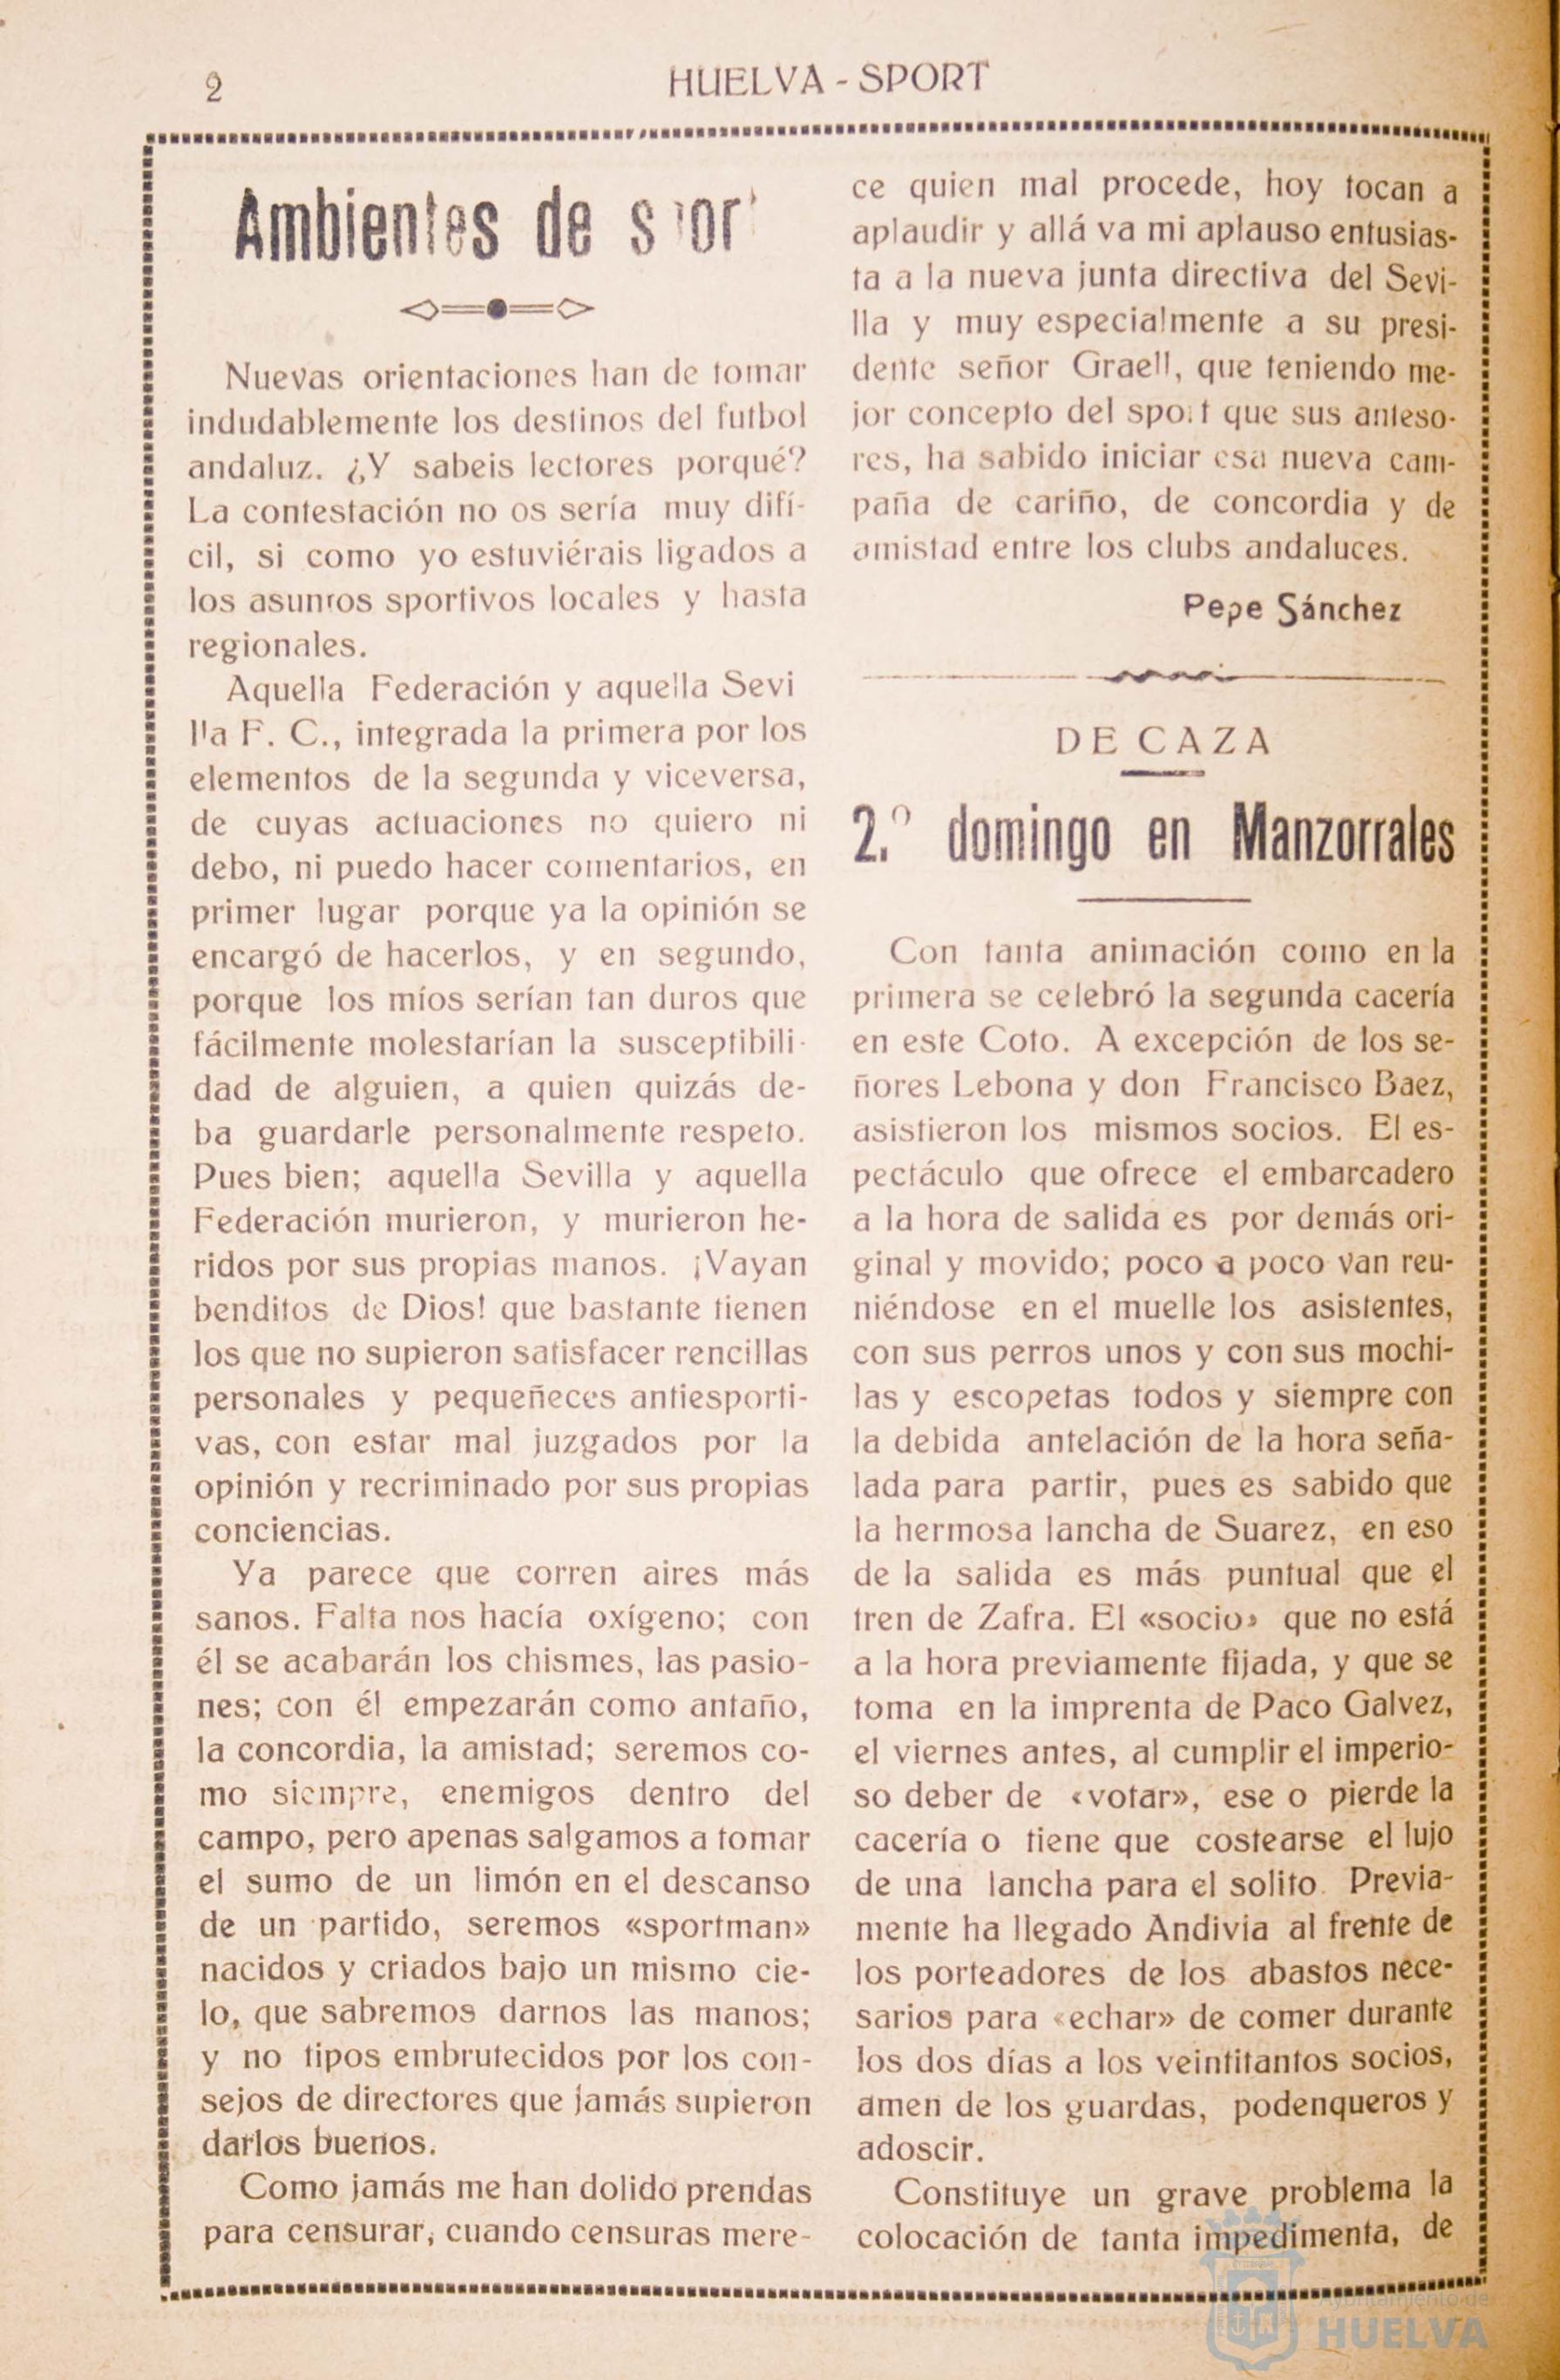 2
HUELVA - SPORT
Ambientes de sport
Nuevas orientaciones han de tomar
indudablemente los destinos del futbol
andaluz. ¿Y sabeis lectores porqué?
La contestación no os sería muy difí-
cil, si como yo estuviérais ligados a
los asuntos sportivos locales y hasta
regionales.
Aquella Federación y aquella Sevi
lla F. C., integrada la primera por los
elementos de la segunda y viceversa,
de cuyas actuaciones no quiero ni
debo, ni puedo hacer comentarios, en
primer lugar porque ya la opinión se
encargó de hacerlos, y en segundo,
porque los míos serían tan duros que
fácilmente molestarían la susceptibili-
dad de alguien, a quien quizás de-
ba guardarle personalmente respeto.
Pues bien; aquella Sevilla y aquella
Federación murieron, y murieron he-
ridos por sus propias manos. ¡Vayan
benditos de Dios! que bastante tienen
los que no supieron satisfacer rencillas
personales y pequeñeces antiesporti-
vas, con estar mal juzgados por la
opinión y recriminado por sus propias
conciencias.
Ya parece que corren aires más
sanos. Falta nos hacía oxígeno; con
él se acabarán los chismes, las pasio-
nes; con él empezarán como antaño,
la concordia, la amistad; seremos co-
mo siempre, enemigos dentro del
campo, pero apenas salgamos a tomar
el sumo de un limón en el descanso
de un partido, seremos «sportman»
nacidos y criados bajo un mismo cie-
lo, que sabremos darnos las manos;
y no tipos embrutecidos por los con-
sejos de directores que jamás supieron
darlos buenos.
Como jamás me han dolido prendas
para censurar, cuando censuras mere-
ce quien mal procede, hoy tocan a
aplaudir y allá va mi aplauso entusias-
ta a la nueva junta directiva del Sevi-
lla y muy especialmente a su presi-
dente señor Graell, que teniendo me-
jor concepto del sport que sus anteso-
res, ha sabido iniciar esa nueva cam-
paña de cariño, de concordia y de
amistad entre los clubs andaluces.
Pepe Sánchez
DE CAZA
2.º domingo en Manzorrales
Con tanta animación como en la
primera se celebró la segunda cacería
en este Coto. A excepción de los se-
ñores Lebona y don Francisco Baez,
asistieron los mismos socios. El es-
pectáculo que ofrece el embarcadero
a la hora de salida es por demás ori-
ginal y movido; poco a poco van reu-
niéndose en el muelle los asistentes,
con sus perros unos y con sus mochi-
las y escopetas todos y siempre con
la debida antelación de la hora seña-
lada para partir, pues es sabido que
la hermosa lancha de Suarez, en eso
de la salida es más puntual que el
tren de Zafra. El «socio» que no está
a la hora previamente fijada, y que se
toma en la imprenta de Paco Galvez,
el viernes antes, al cumplir el imperio-
so deber de «votar», ese o pierde la
cacería o tiene que costearse el lujo
de una lancha para el solito. Previa-
mente ha llegado Andivia al frente de
los porteadores de los abastos nece-
sarios para «echar» de comer durante
los dos días a los veintitantos socios,
amen de los guardas, podenqueros y
adoscir.
Constituye un grave problema la
colocación de tanta impedimenta, de
Ayuntamiento de
HUELVA